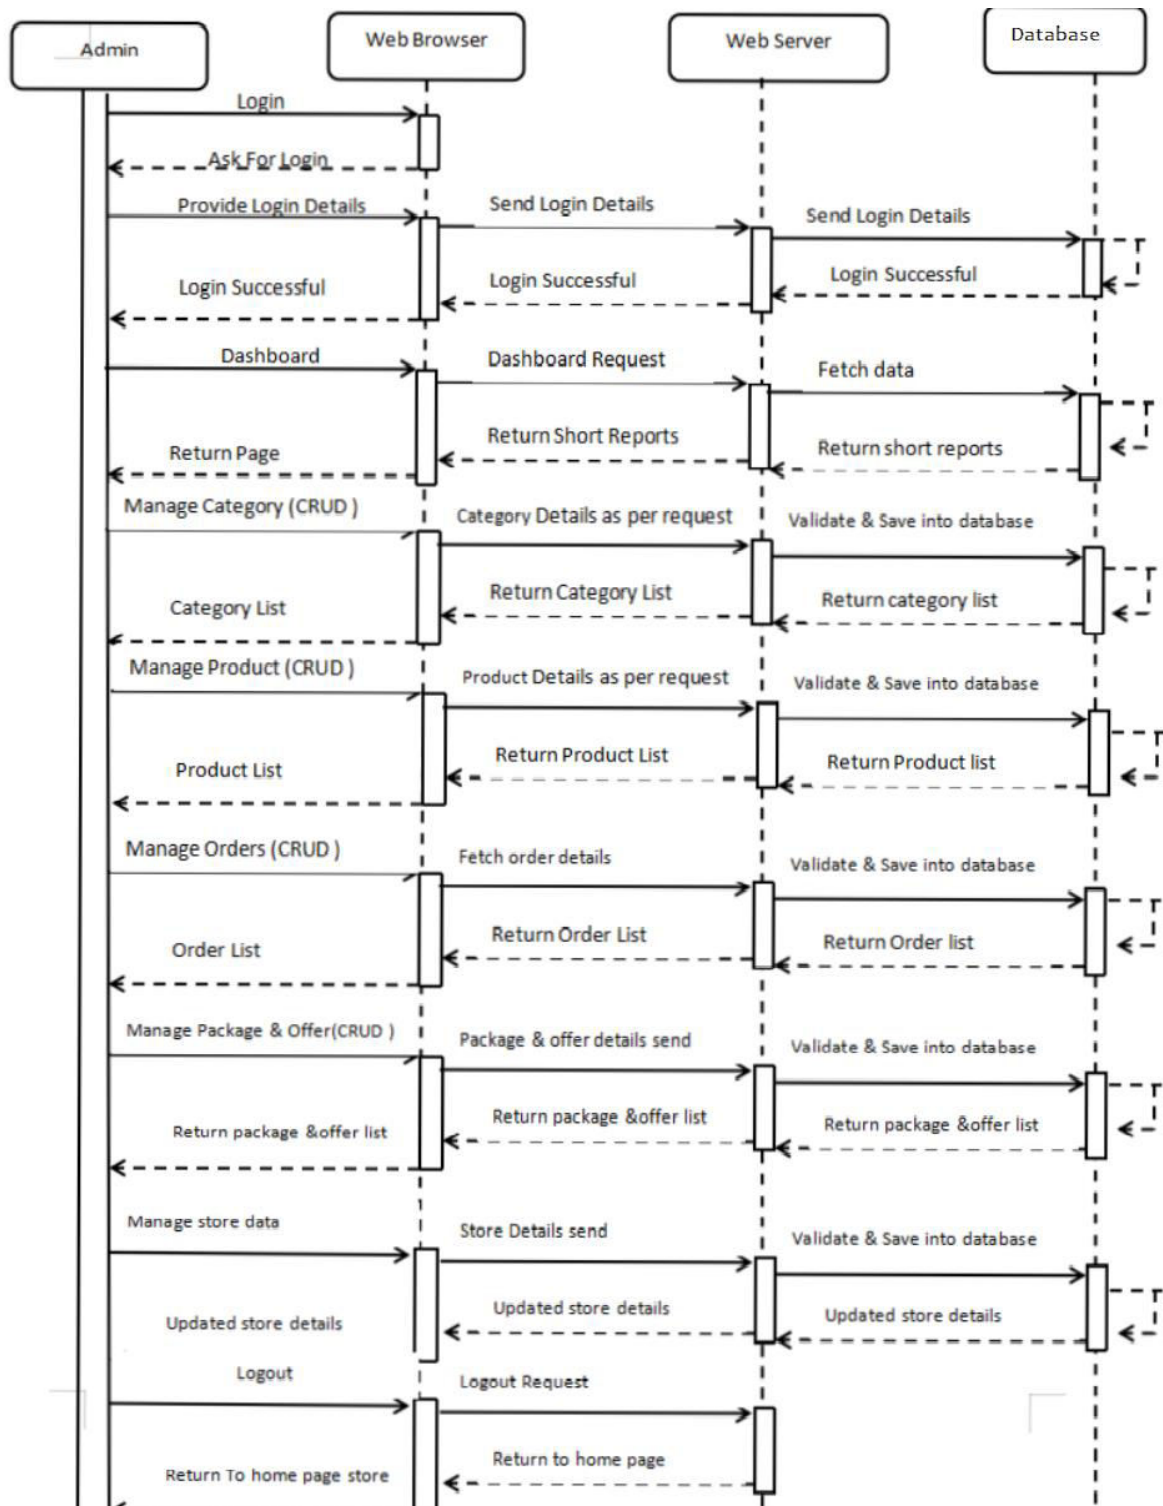 Admin
Web Browser
Web Server
Database
Login
Ask For Login
Provide Login Details
Send Login Details
Send Login Details
Login Successful
Login Successful
Login Successful
Dashboard
Dashboard Request
Fetch data
Return Page
Return Short Reports
Return short reports
Manage Category (CRUD )
Category Details as per request
Validate & Save into database
Category List
Return Category List
Return category list
Manage Product (CRUD )
Product Details as per request
Validate & Save into database
Product List
Return Product List
Return Product list
Manage Orders (CRUD )
Fetch order details
Validate & Save into database
Order List
Return Order List
Return Order list
Manage Package & Offer(CRUD )
Package & offer details send
Validate & Save into database
Return package &offer list
Return package &offer list
Return package &offer list
Manage store data
Store Details send
Validate & Save into database
Updated store details
Updated store details
Updated store details
Logout
Logout Request
Return To home page store
Return to home page